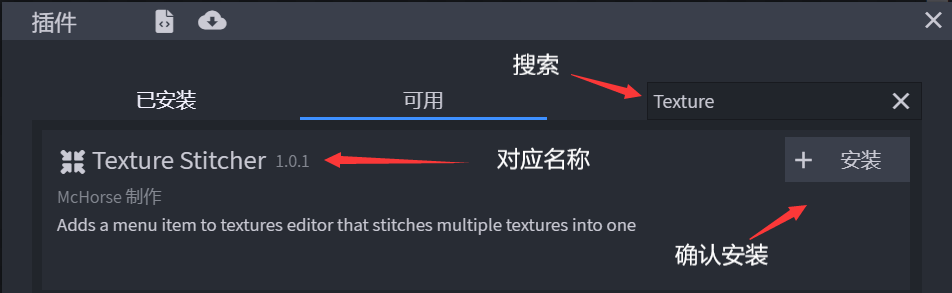 插件
搜索
已安装
可用
Texture
Texture Stitcher 1.0.1
对应名称
安装
McHorse 制作
Adds a menu item to textures editor that stitches multiple textures into one
确认安装